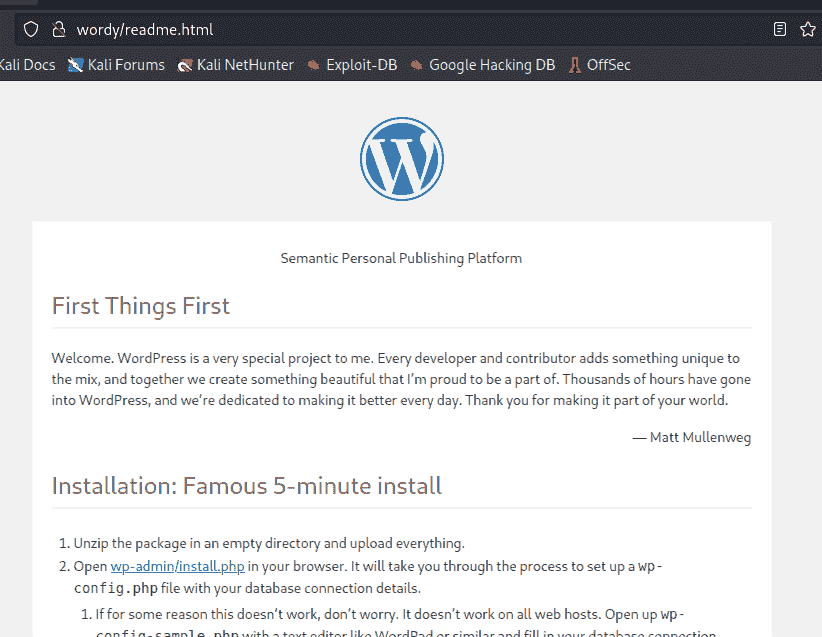 wordy/readme.html
Kali Docs Kali Forums Kali NetHunter Exploit-DB Google Hacking DB OffSec
W
Semantic Personal Publishing Platform
First Things First
Welcome. WordPress is a very special project to me. Every developer and contributor adds something unique to
the mix, and together we create something beautiful that I’m proud to be a part of. Thousands of hours have gone
into WordPress, and we’re dedicated to making it better every day. Thank you for making it part of your world.
— Matt Mullenweg
Installation: Famous 5-minute install
1. Unzip the package in an empty directory and upload everything.
2. Open wp-admin/install.php in your browser. It will take you through the process to set up a wp-
config.php file with your database connection details.
1. If for some reason this doesn’t work, don’t worry. It doesn’t work on all web hosts. Open up wp-
config-sample.php with a text editor like WordPad or similar and fill in your database connection